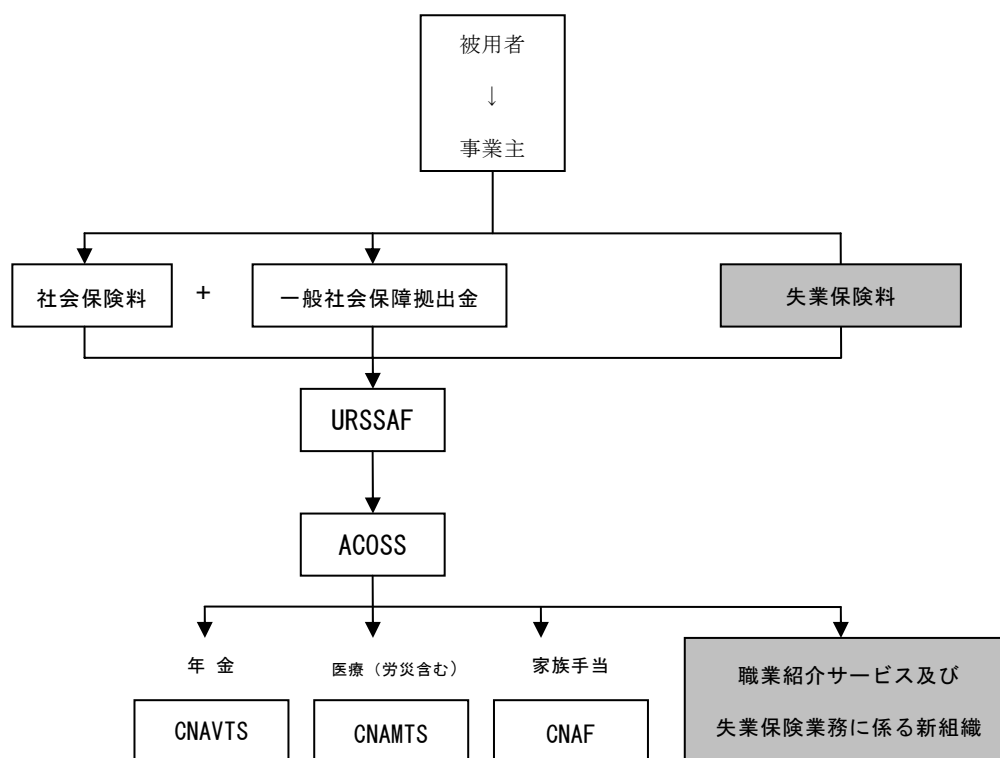 被用者
↓
事業主
社会保険料
+
一般社会保障拠出金
失業保険料
URSSAF
ACOSS
年 金
医療（労災含む）
家族手当
職業紹介サービス及び
失業保険業務に係る新組織
CNAVTS
CNAMTS
CNAF